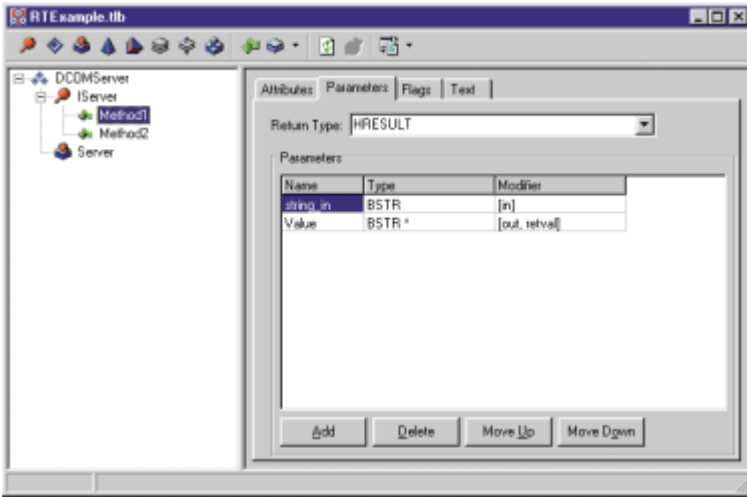 RTExample.tlb
DCOMServer
IServer
Method1
Method2
Server
Attributes Parameters Flags Text
Return Type: HRESULT
Parameters
Name Type Modifier
string_in BSTR [in]
Value BSTR * [out, retval]
Add Delete Move Up Move Down